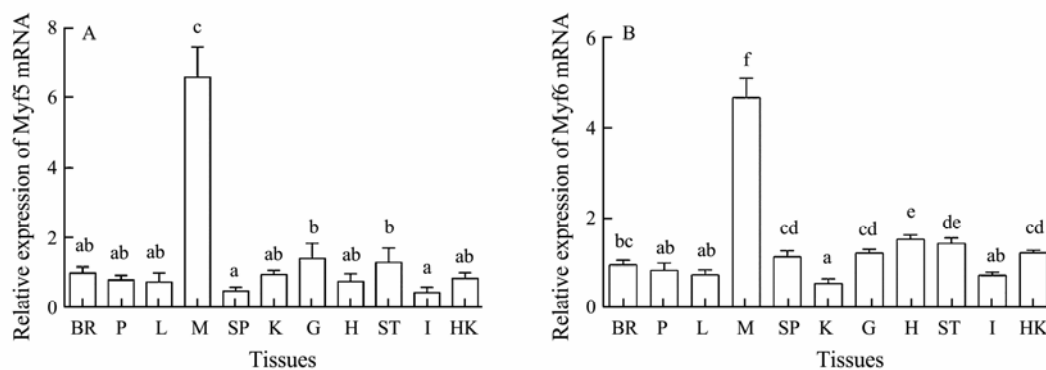 A
Relative expression of Myf5 mRNA
8
6
4
2
0
ab ab ab c a ab b ab b a ab
BR P L M SP K G H ST I HK
Tissues
B
Relative expression of Myf6 mRNA
6
4
2
0
bc ab ab f cd a cd e de ab cd
BR P L M SP K G H ST I HK
Tissues